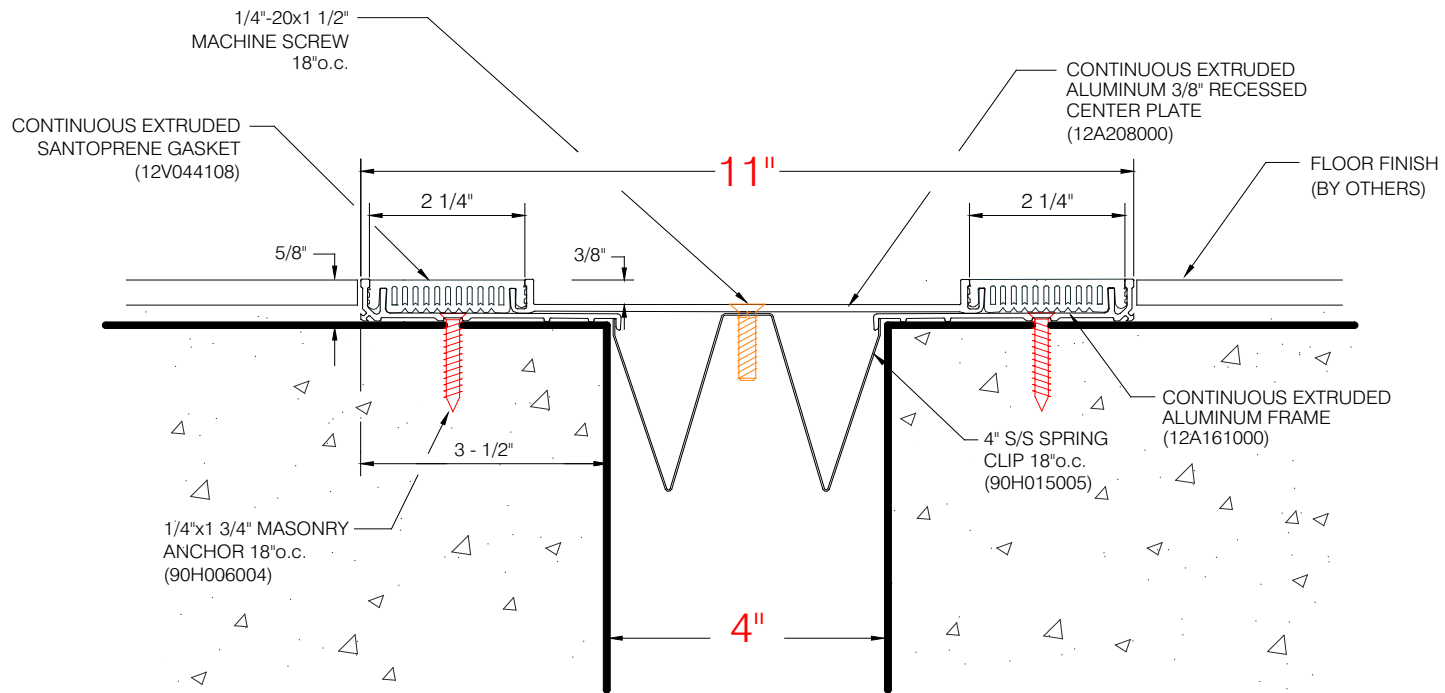 1/4"-20x1 1/2"
MACHINE SCREW
18"o.c.
CONTINUOUS EXTRUDED
ALUMINUM 3/8" RECESSED
CENTER PLATE
(12A208000)
CONTINUOUS EXTRUDED
SANTOPRENE GASKET
(12V044108)
11"
FLOOR FINISH
(BY OTHERS)
2 1/4"
2 1/4"
5/8"
3/8"
CONTINUOUS EXTRUDED
ALUMINUM FRAME
(12A161000)
4" S/S SPRING
CLIP 18"o.c.
(90H015005)
3 - 1/2"
1/4"x1 3/4" MASONRY
ANCHOR 18"o.c.
(90H006004)
4"